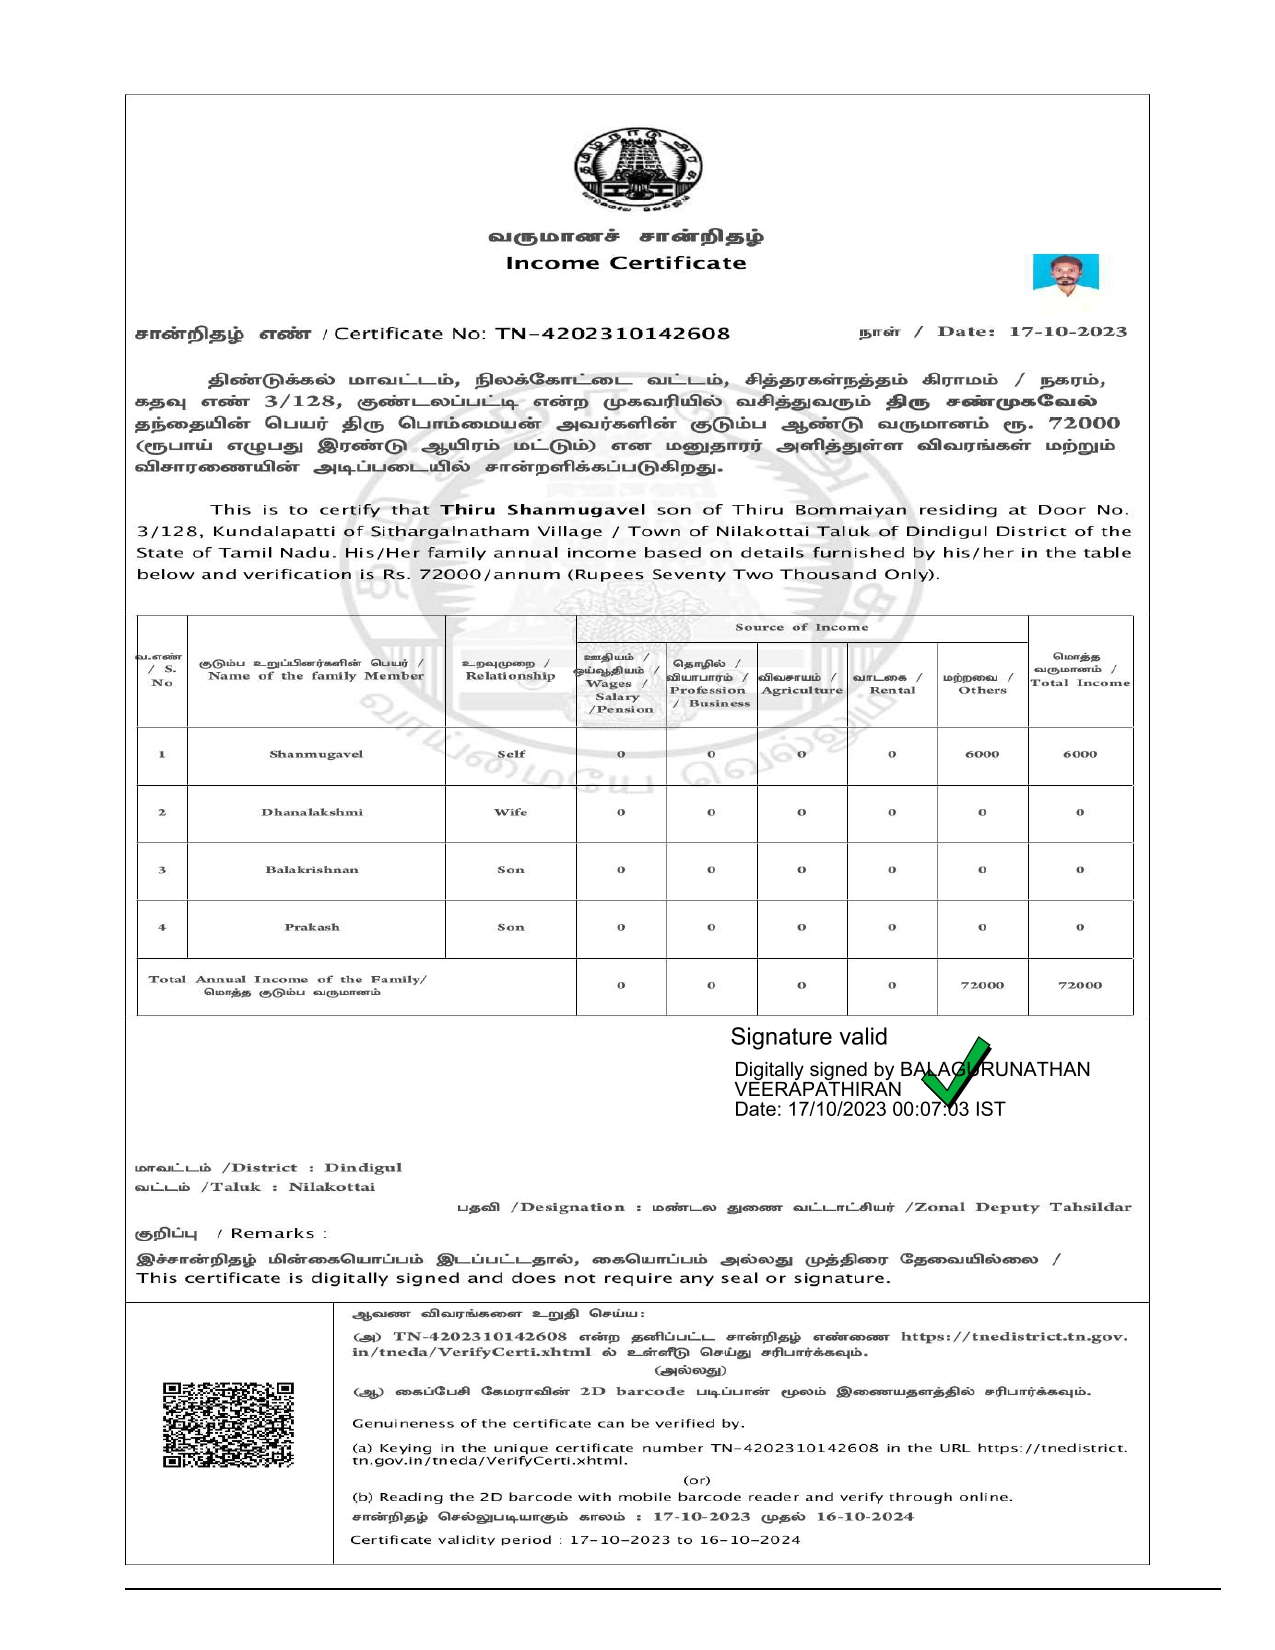 தமிழ்நாடு அரசு
வாய்மையே வெல்லும்
வருமானச் சான்றிதழ்
Income Certificate
சான்றிதழ் எண் / Certificate No: TN-4202310142608
நாள் / Date: 17-10-2023
திண்டுக்கல் மாவட்டம், நிலக்கோட்டை வட்டம், சித்தரகள்நத்தம் கிராமம் / நகரம்,
கதவு எண் 3/128, குண்டலப்பட்டி என்ற முகவரியில் வசித்துவரும் திரு சண்முகவேல்
தந்தையின் பெயர் திரு பொம்மையன் அவர்களின் குடும்ப ஆண்டு வருமானம் ரூ. 72000
(ரூபாய் எழுபது இரண்டு ஆயிரம் மட்டும்) என மனுதாரர் அளித்துள்ள விவரங்கள் மற்றும்
விசாரணையின் அடிப்படையில் சான்றளிக்கப்படுகிறது.
This is to certify that Thiru Shanmugavel son of Thiru Bommaiyan residing at Door No.
3/128, Kundalapatti of Sithargalnatham Village / Town of Nilakottai Taluk of Dindigul District of the
State of Tamil Nadu. His/Her family annual income based on details furnished by his/her in the table
below and verification is Rs. 72000/annum (Rupees Seventy Two Thousand Only).
வ.எண் / S. No
குடும்ப உறுப்பினர்களின் பெயர் / Name of the family Member
உறவுமுறை / Relationship
Source of Income
ஊதியம் / ஒய்வூதியம் / Wages / Salary /Pension
தொழில் / வியாபாரம் / Profession / Business
விவசாயம் / Agriculture
வாடகை / Rental
மற்றவை / Others
மொத்த வருமானம் / Total Income
1 Shanmugavel Self 0 0 0 0 6000 6000
2 Dhanalakshmi Wife 0 0 0 0 0 0
3 Balakrishnan Son 0 0 0 0 0 0
4 Prakash Son 0 0 0 0 0 0
Total Annual Income of the Family/ மொத்த குடும்ப வருமானம் 0 0 0 0 72000 72000
Signature valid
Digitally signed by BALAGURUNATHAN
VEERAPATHIRAN
Date: 17/10/2023 00:07:03 IST
மாவட்டம் /District : Dindigul
வட்டம் /Taluk : Nilakottai
பதவி /Designation : மண்டல துணை வட்டாட்சியர் /Zonal Deputy Tahsildar
குறிப்பு / Remarks :
இச்சான்றிதழ் மின்கையொப்பம் இடப்பட்டதால், கையொப்பம் அல்லது முத்திரை தேவையில்லை /
This certificate is digitally signed and does not require any seal or signature.
ஆவண விவரங்களை உறுதி செய்ய:
(அ) TN-4202310142608 என்ற தனிப்பட்ட சான்றிதழ் எண்ணை https://tnedistrict.tn.gov.
in/tneda/VerifyCerti.xhtml ல் உள்ளீடு செய்து சரிபார்க்கவும்.
(அல்லது)
(ஆ) கைப்பேசி கேமராவின் 2D barcode படிப்பான் மூலம் இணையதளத்தில் சரிபார்க்கவும்.
Genuineness of the certificate can be verified by.
(a) Keying in the unique certificate number TN-4202310142608 in the URL https://tnedistrict.
tn.gov.in/tneda/VerifyCerti.xhtml.
(or)
(b) Reading the 2D barcode with mobile barcode reader and verify through online.
சான்றிதழ் செல்லுபடியாகும் காலம் : 17-10-2023 முதல் 16-10-2024
Certificate validity period : 17-10-2023 to 16-10-2024